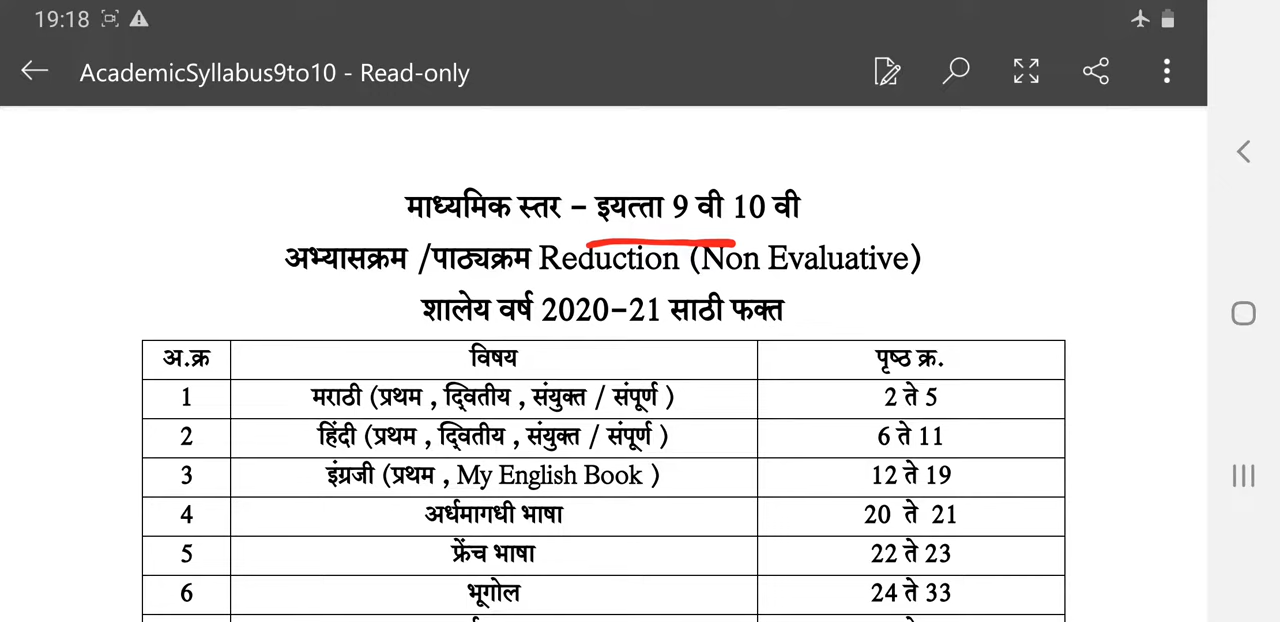 19:18
AcademicSyllabus9to10 - Read-only
माध्यमिक स्तर – इयत्ता 9 वी 10 वी
अभ्यासक्रम /पाठ्यक्रम Reduction (Non Evaluative)
शालेय वर्ष 2020–21 साठी फक्त
अ.क्र विषय पृष्ठ क्र.
1 मराठी (प्रथम , द्वितीय , संयुक्त / संपूर्ण ) 2 ते 5
2 हिंदी (प्रथम , द्वितीय , संयुक्त / संपूर्ण ) 6 ते 11
3 इंग्रजी (प्रथम , My English Book ) 12 ते 19
4 अर्धमागधी भाषा 20 ते 21
5 फ्रेंच भाषा 22 ते 23
6 भूगोल 24 ते 33